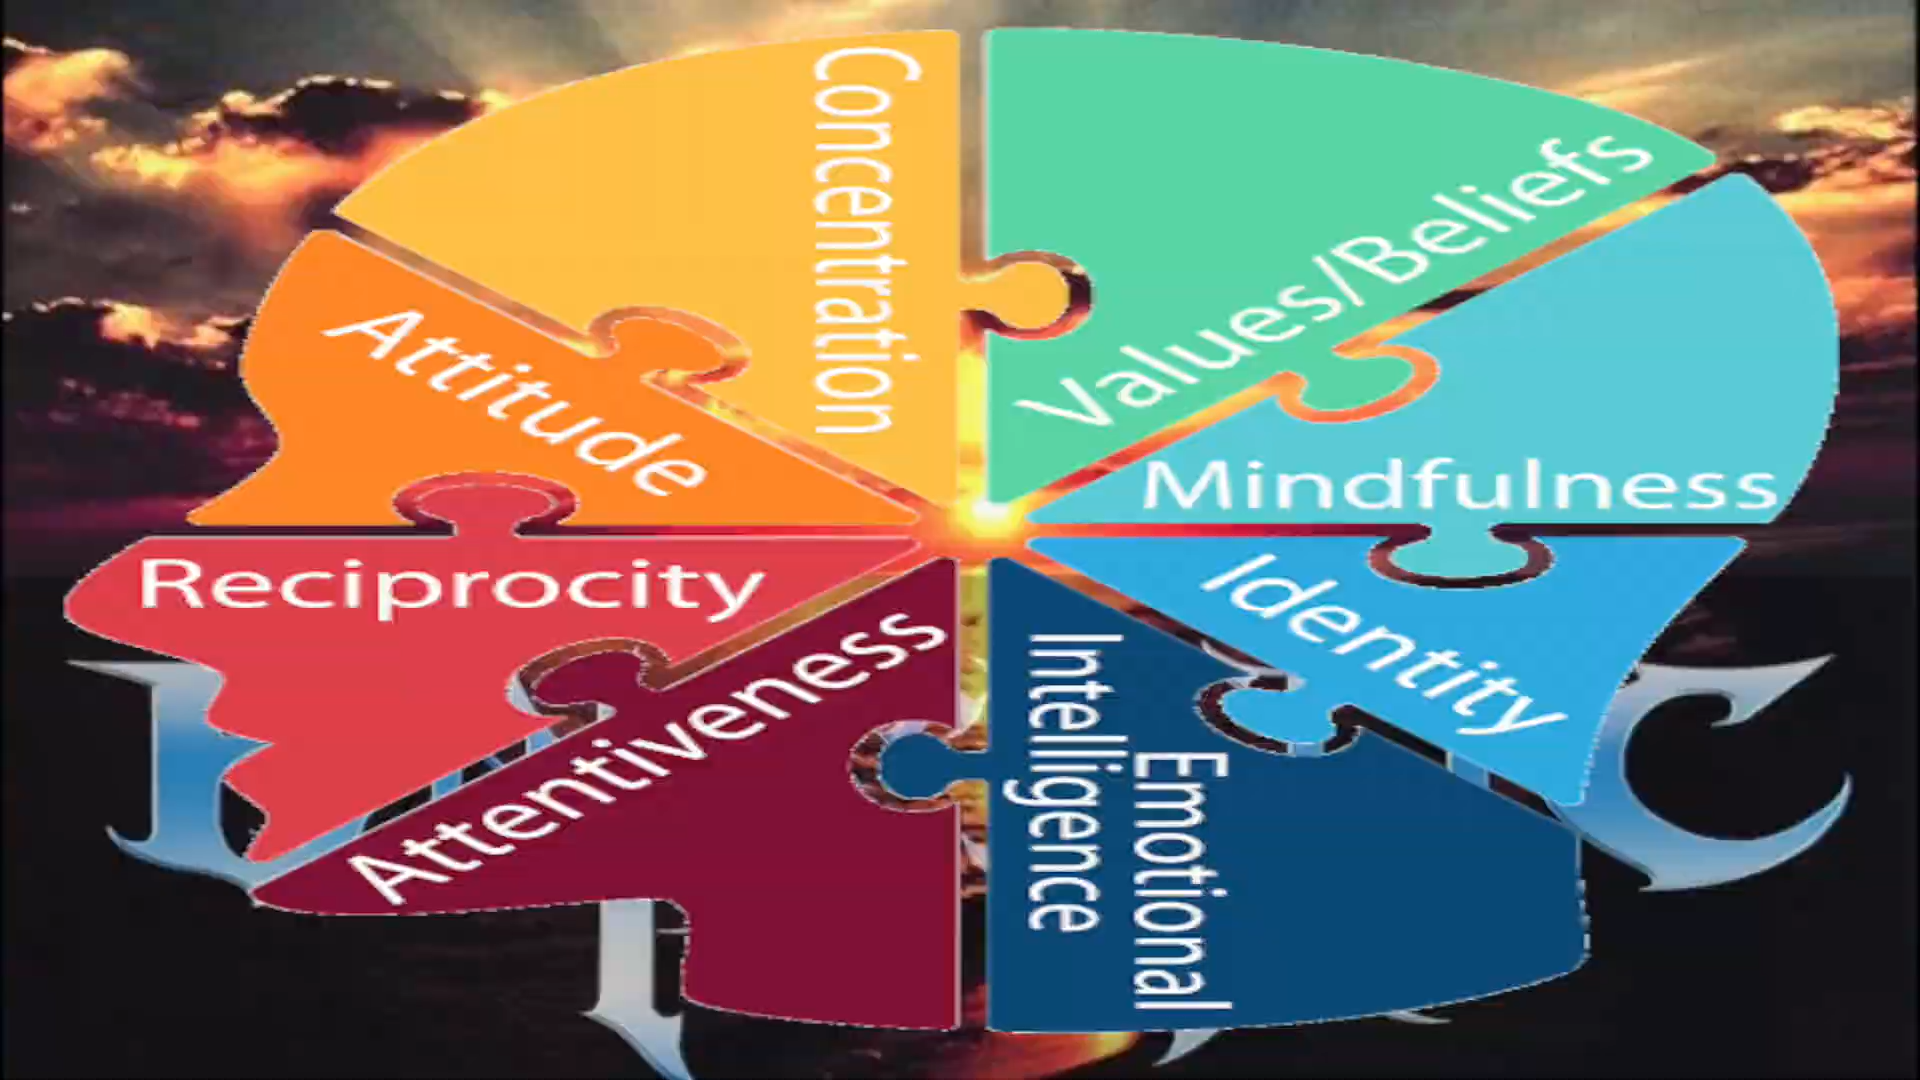 Concentration
Values/Beliefs
Attitude
Mindfulness
Reciprocity
Identity
Attentiveness
Emotional
Intelligence